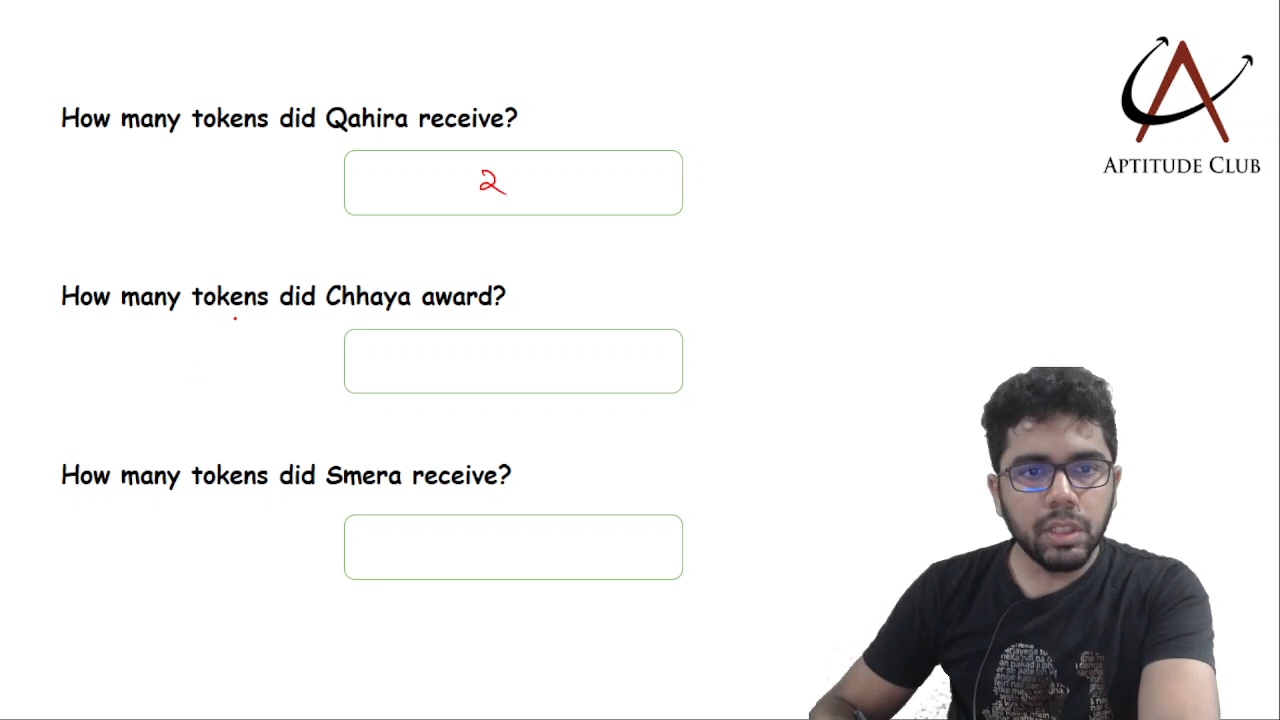 How many tokens did Qahira receive?
2
How many tokens did Chhaya award?
How many tokens did Smera receive?
APTITUDE CLUB